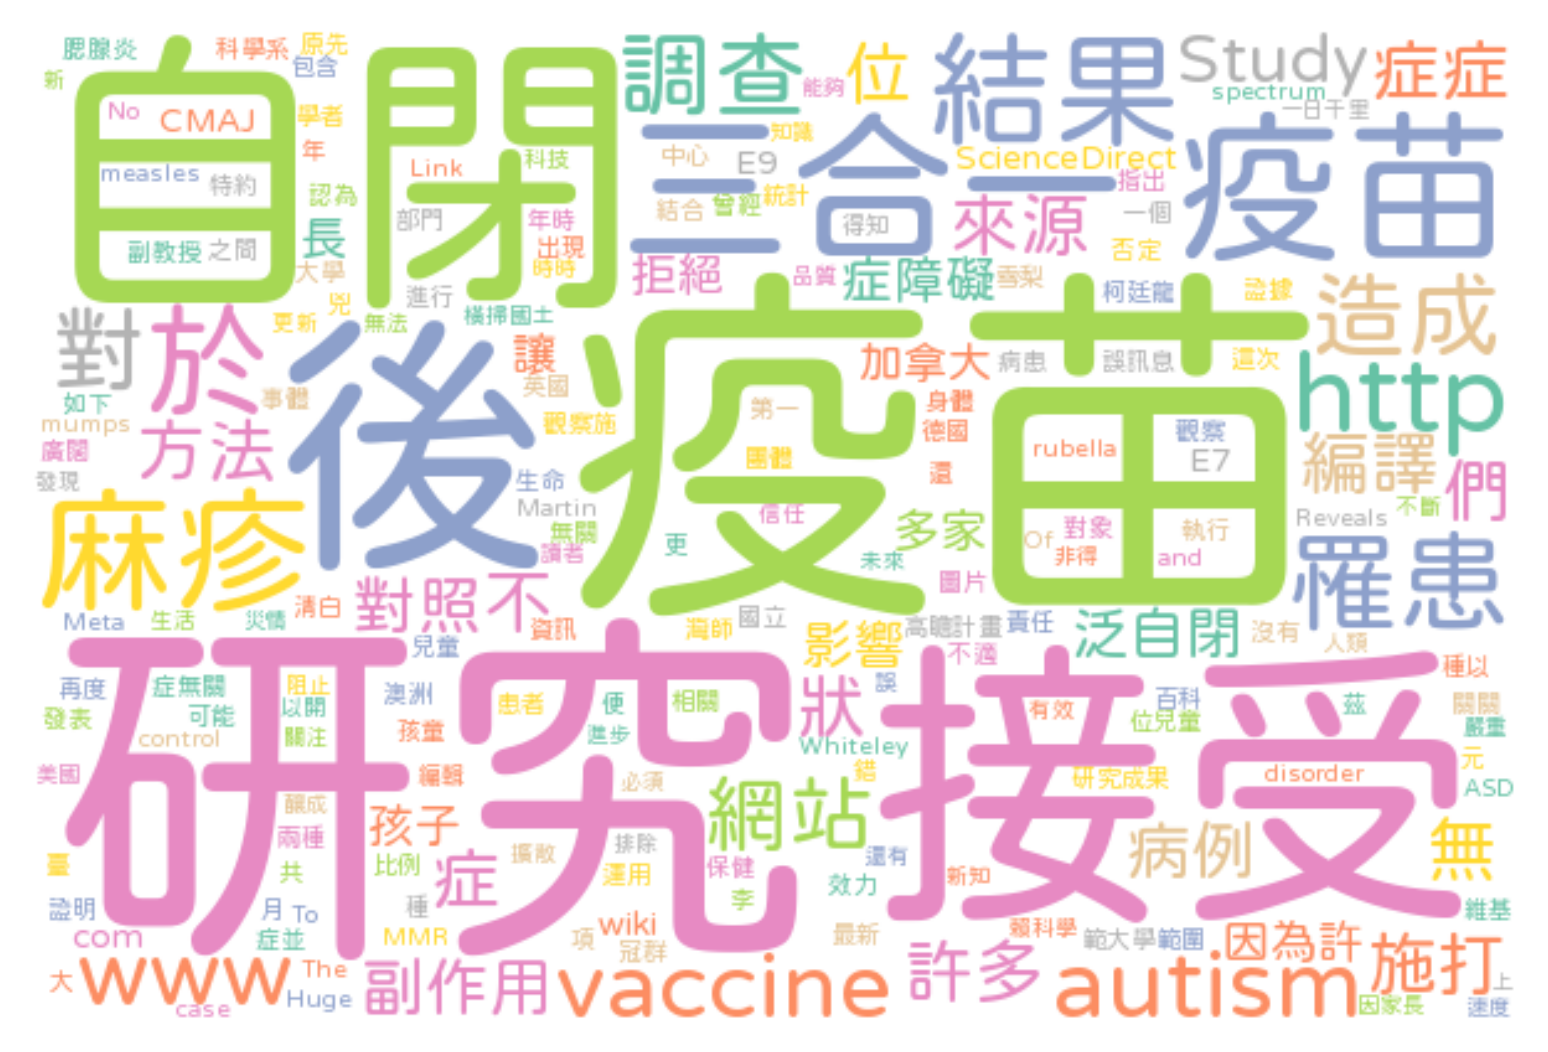 腮腺炎 科學系 原先
新 包含
自閉 調查 能夠 位 結果 Study 症症
spectrum 一日千里
No CMAJ 學者 年
measles 特約 認為
副教授 之間 長 大學
Link 科技 部門 年時 出現 時時 進行
三合一 疫苗
知識 中心 E9 ScienceDirect 指出
結合 曾經 統計 得知 來源 一個 否定
拒絕 品質 症障礙 雪梨 柯廷龍 證據
兇 更新 無法 橫掃國土 造成
對於 後 疫苗 讓 英國 加拿大 病患 誤訊息 這次
http
如下 事體 第一 身體 觀察
mumps 觀察施 德國 rubella E7
廣闊 方法 團體 還 編譯 們
發現 生命 Martin 信任 Reveals 不斷
麻疹 無關 讀者 更 多家 未來 Of 對象 執行 非得 and
罹患
對照 不 圖片
Meta 生活 災情 清白 資訊 國立 影響 高瞻計畫 責任 泛自閉 沒有 人類
兒童 不適 種以
研究 接受
再度 症無關 阻止 澳洲 患者 便 相關 狀 誤 有效 百科 茲 關關
發表 可能 以開 孩童 進步 位兒童 嚴重
control 關注 Whiteley 元
美國 編輯 必須 錯 研究成果 disorder ASD
釀成 孩子 網站 無
兩種 擴散 排除 還有 病例
臺 共 比例 症 運用 保健 效力 新知
證明 月 To 種 李 維基
com 症並 MMR 項 wiki 冠群 最新 賴科學 範大學 範圍 因為許
大 www The Huge 副作用 vaccine 許多 autism 施打 上
case 因家長 速度